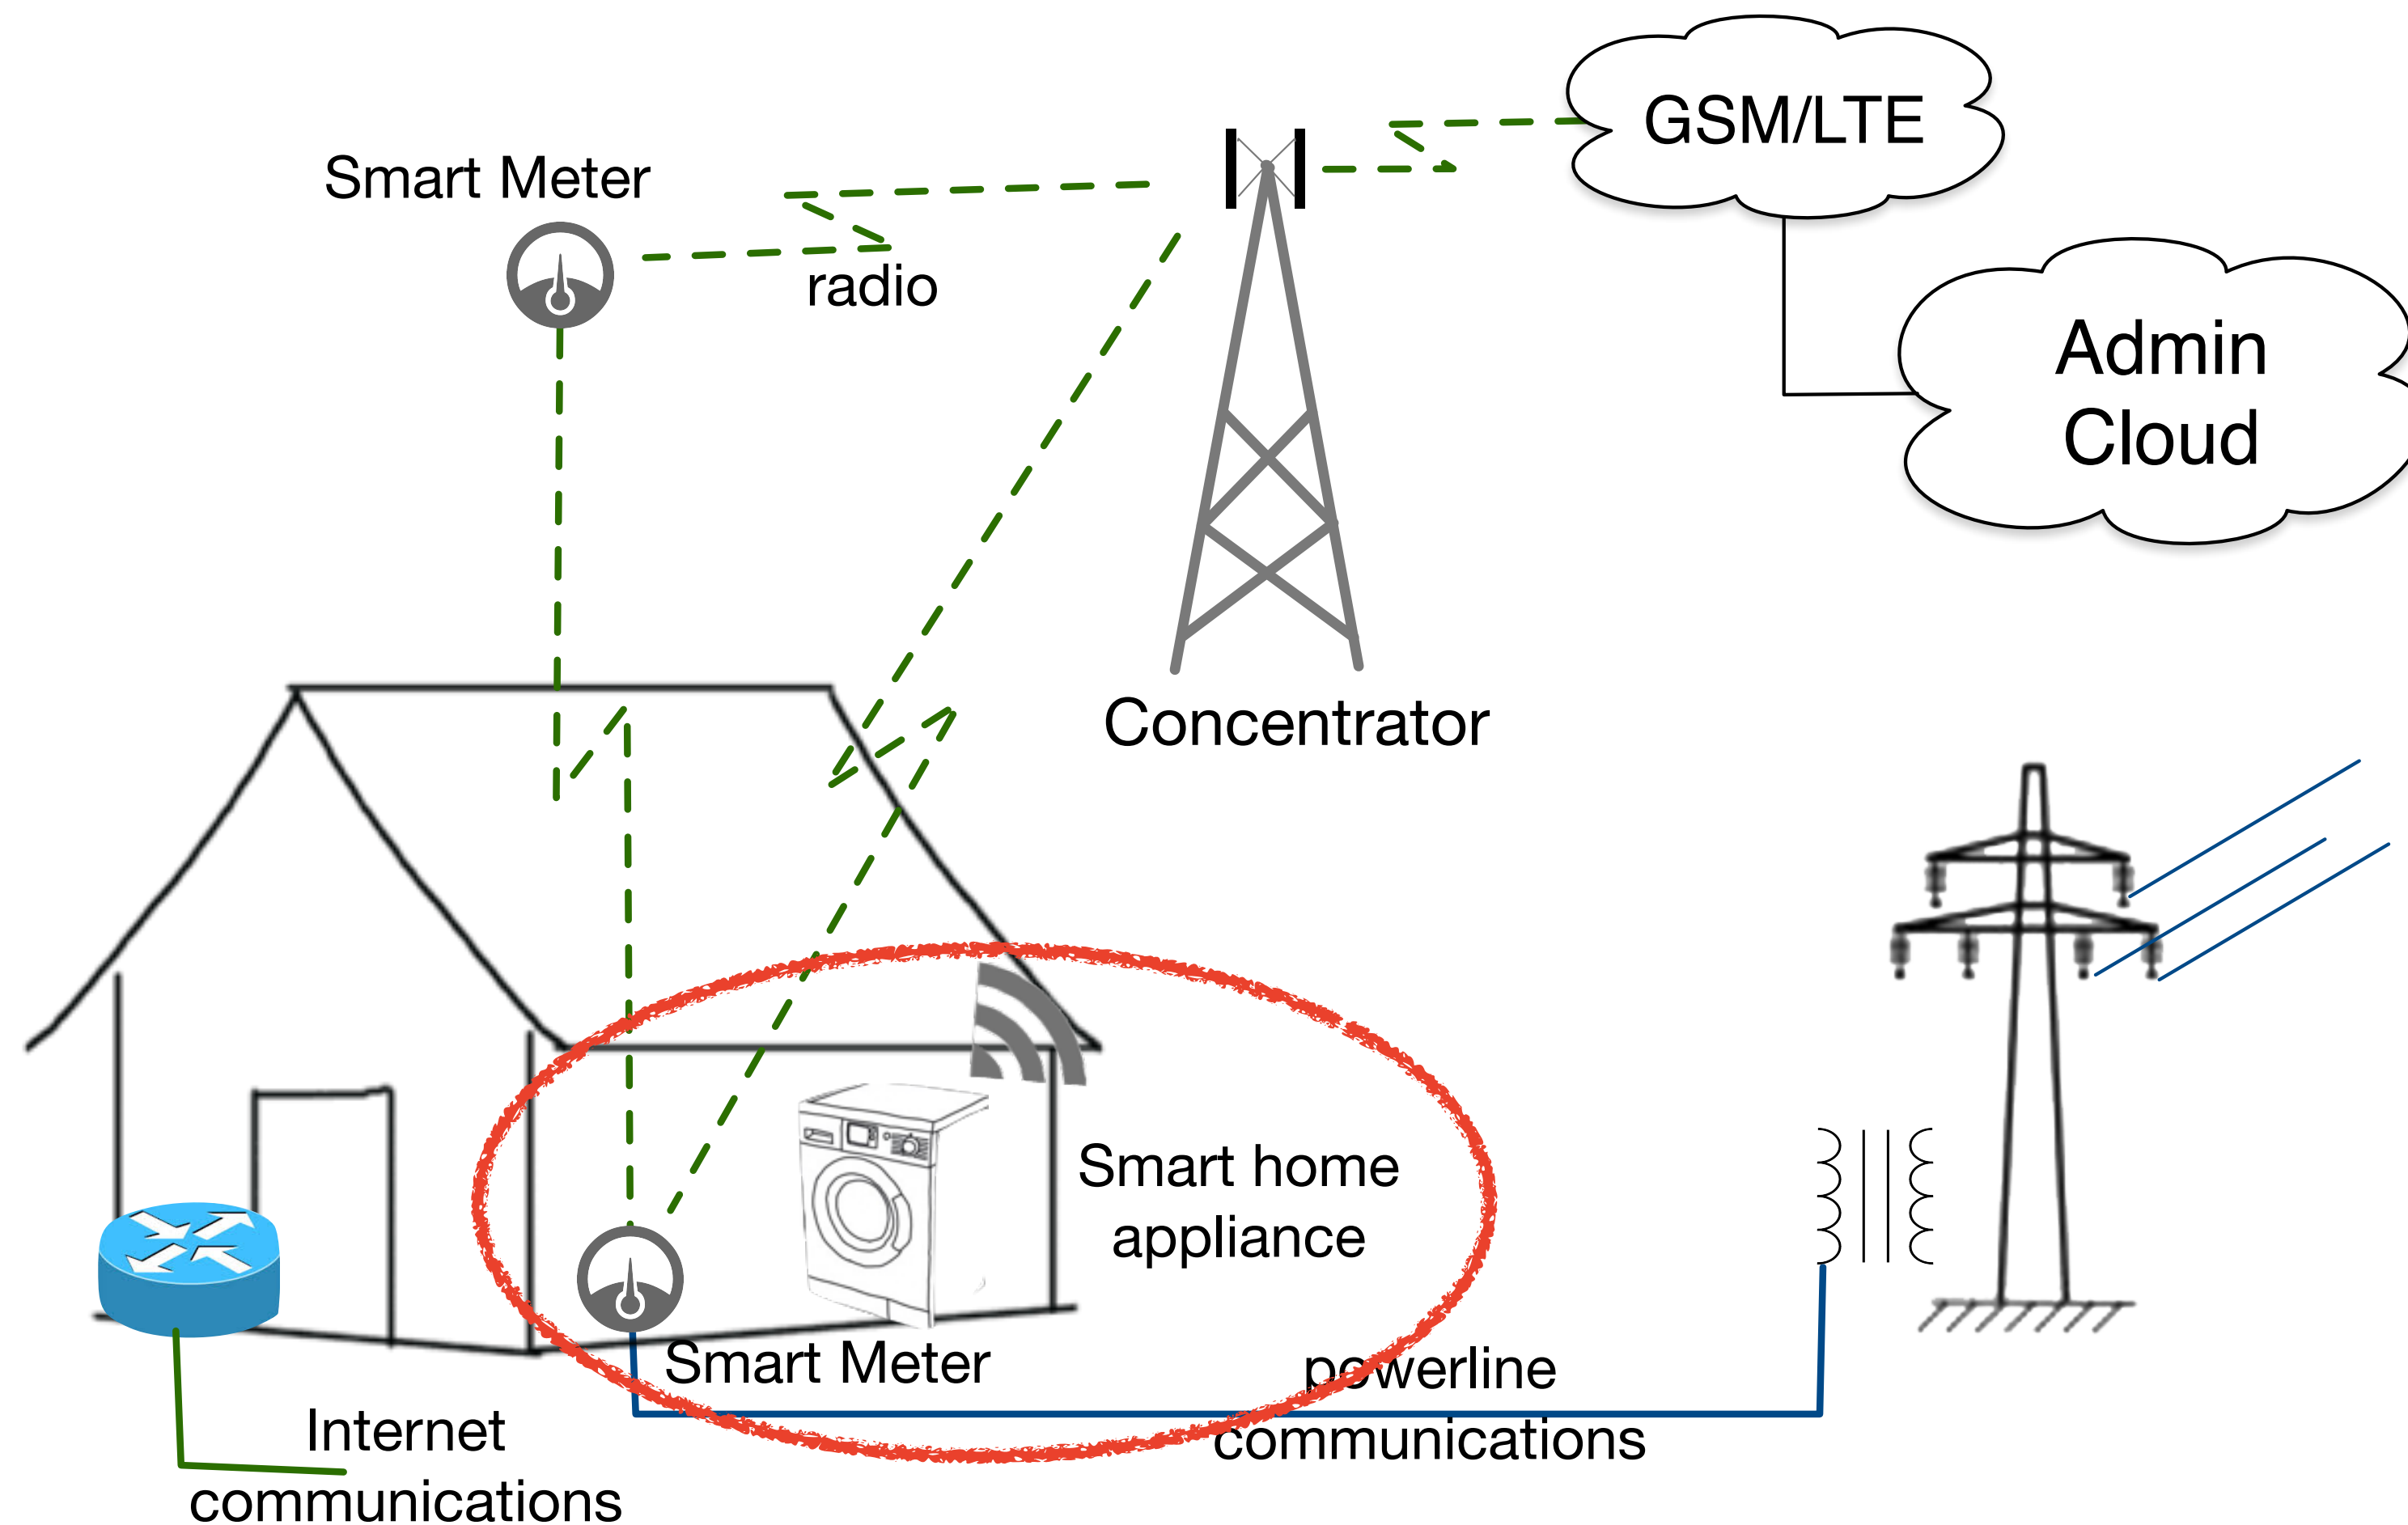 GSM/LTE
Smart Meter
radio
Admin
Cloud
Concentrator
Smart home
appliance
Smart Meter
powerline
communications
Internet
communications